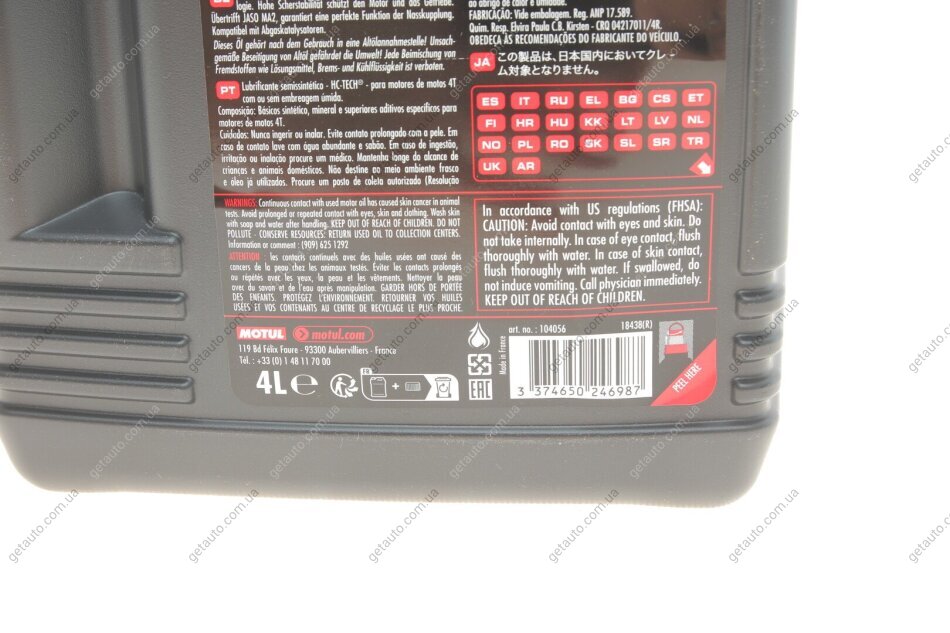 logie. Hohe Scherstabilität schützt den Motor und das Getriebe.
Übertrifft JASO MA2, garantiert eine perfekte Funktion der Nasskupplung.
Kompatibel mit Abgaskatalysatoren.
Dieses Öl gehört nach dem Gebrauch in eine Altölannahmestelle! Unsach-
gemäße Beseitigung von Altöl gefährdet die Umwelt! Jede Beimischung von
Fremdstoffen wie Lösungsmittel, Brems- und Kühlflüssigkeit ist verboten.
PT Lubrificante semissintético - HC-TECH® - para motores de motos 4T
com ou sem embreagem úmida.
Composição: Básicos sintético, mineral e superiores aditivos específicos para
motores de motos 4T.
Cuidados: Nunca ingerir ou inalar. Evite contato prolongado com a pele. Em
caso de contato lave com água abundante e sabão. Em caso de ingestão,
irritação ou inalação procure um médico. Mantenha longe do alcance de
crianças e animais domésticos. Não destine ao meio ambiente frasco
e óleo já utilizados. Procure um posto de coleta autorizado (Resolução
ao abrigo de calor e umidade.
FABRICAÇÃO: Vide embalagem. Reg. ANP 17.589.
Quim. Resp. Elvira Paula C.B. Kirsten - CRQ 04217011/4R.
OBEDEÇA ÀS RECOMENDAÇÕES DO FABRICANTE DO VEÍCULO.
JA この製品は、日本国内においてクレー
ム対象となりません。
ES IT RU EL BG CS ET
FI HR HU KK LT LV NL
NO PL RO GK SL SR TR
UK AR
WARNINGS: Continuous contact with used motor oil has caused skin cancer in animal
tests. Avoid prolonged or repeated contact with eyes, skin and clothing. Wash skin
with soap and water after handling. KEEP OUT OF REACH OF CHILDREN. DO NOT
POLLUTE - CONSERVE RESOURCES: RETURN USED OIL TO COLLECTION CENTERS.
Information or comment : (909) 625 1292
ATTENTION : les contacts continuels avec des huiles usées ont causé des
cancers de la peau chez les animaux testés. Éviter les contacts prolongés
ou répétés avec les yeux, la peau et les vêtements. Nettoyer la peau
avec du savon et de l'eau après manipulation. GARDER HORS DE PORTÉE
DES ENFANTS. PROTÉGEZ L'ENVIRONNEMENT. RETOURNER VOS HUILES
USÉES ET VOS CONTENANTS AU CENTRE DE RECYCLAGE LE PLUS PROCHE.
In accordance with US regulations (FHSA):
CAUTION: Avoid contact with eyes and skin. Do
not take internally. In case of eye contact, flush
thoroughly with water. In case of skin contact,
flush thoroughly with water. If swallowed, do
not induce vomiting. Call physician immediately.
KEEP OUT OF REACH OF CHILDREN.
MOTUL motul.com
119 Bd Félix Faure - 93300 Aubervilliers - France
Tél. : +33 (0) 1 48 11 70 00
4L ℮
FR
+
EAC
Made in France
art. no. : 104056
18438(R)
3 374650 246987
PEEL HERE
getauto.com.ua